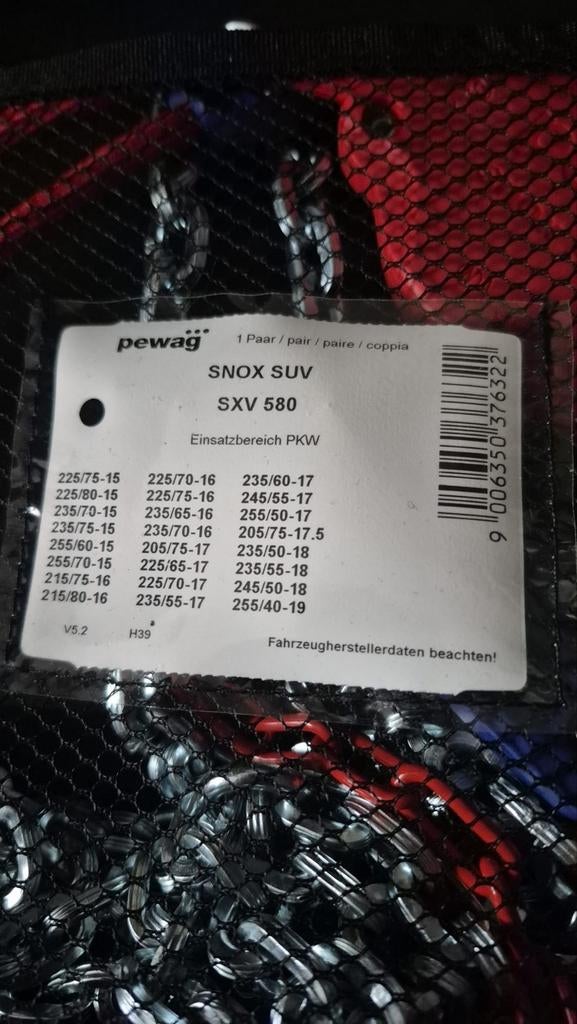 pewag 1 Paar / pair / paire / coppia
SNOX SUV
SXV 580
Einsatzbereich PKW
225/75-15 225/70-16 235/60-17
225/80-15 225/75-16 245/55-17
235/70-15 235/65-16 255/50-17
235/75-15 235/70-16 205/75-17.5
255/60-15 205/75-17 235/50-18
255/70-15 225/65-17 235/55-18
215/75-16 225/70-17 245/50-18
215/80-16 235/55-17 255/40-19
V5.2 H39
Fahrzeugherstellerdaten beachten!
9 006350 376322